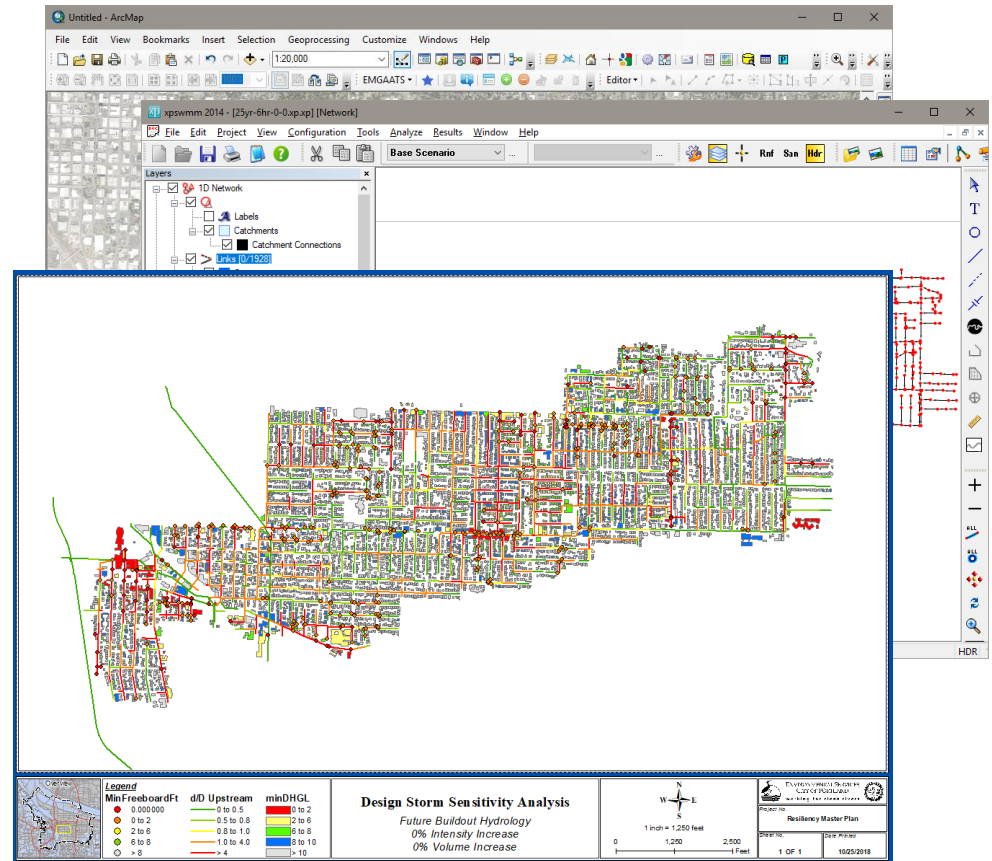 Untitled - ArcMap
File Edit View Bookmarks Insert Selection Geoprocessing Customize Windows Help
1:20,000
EMGAATS Editor
xpswmm 2014 - [25yr-6hr-0-0.xp.xp] [Network]
File Edit Project View Configuration Tools Analyze Results Window Help
Base Scenario ... ... Rnf San Hdr
Layers
1D Network
Labels
Catchments
Catchment Connections
Links [0/1928]
ALL
ALL
HDR
Overview
Legend
MinFreeboardFt
0.000000
0 to 2
2 to 6
6 to 8
> 8
d/D Upstream
0 to 0.5
0.5 to 0.8
0.8 to 1.0
1.0 to 4.0
> 4
minDHGL
0 to 2
2 to 6
6 to 8
8 to 10
> 10
Design Storm Sensitivity Analysis
Future Buildout Hydrology
0% Intensity Increase
0% Volume Increase
N
W E
S
1 inch = 1,250 feet
0 1,250 2,500
Feet
ENVIRONMENTAL SERVICES
CITY OF PORTLAND
working for clean rivers
Project No.
Resiliency Master Plan
Sheet No.
1 OF 1
Date Printed
10/25/2018